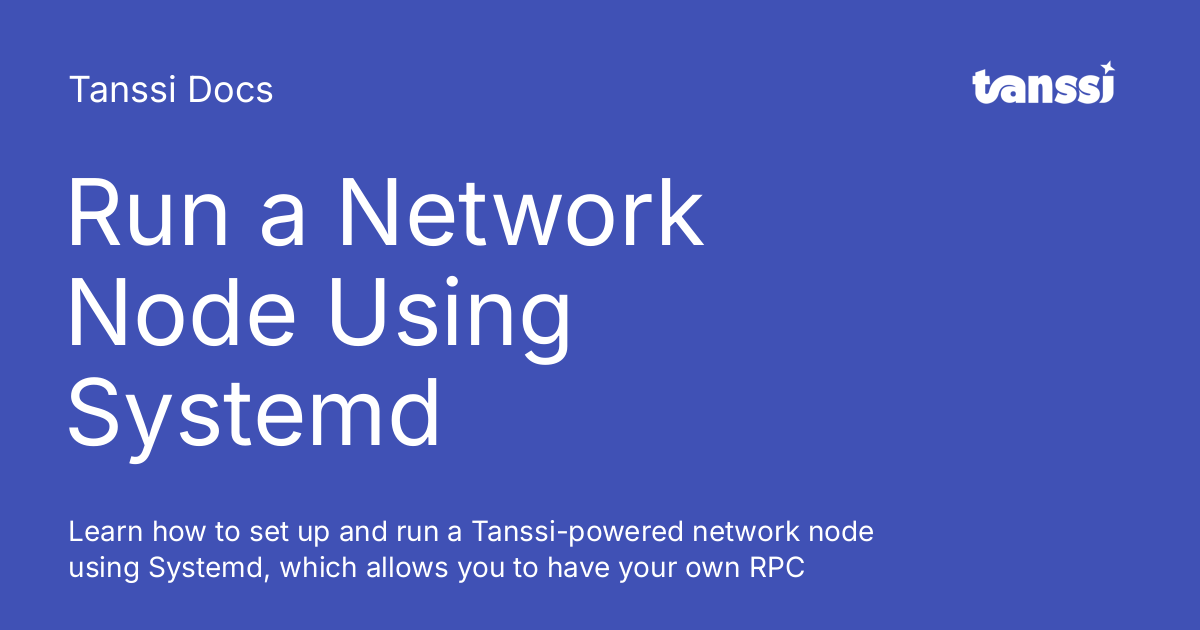 Tanssi Docs
tanssi
Run a Network
Node Using
Systemd
Learn how to set up and run a Tanssi-powered network node
using Systemd, which allows you to have your own RPC